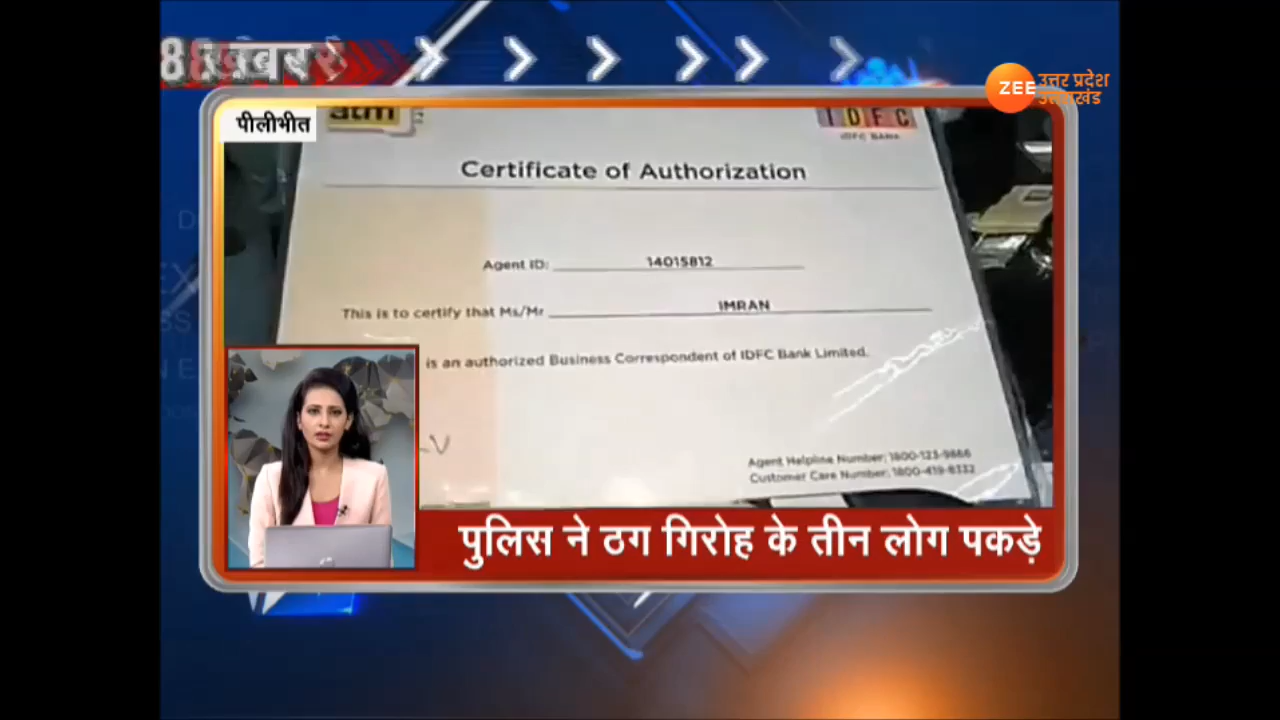 ZEE उत्तर प्रदेश
उत्तराखंड
पीलीभीत
atm
IDFC
IDFC BANK
Certificate of Authorization
Agent ID: 14015812
This is to certify that Ms/Mr IMRAN
is an authorized Business Correspondent of IDFC Bank Limited.
Agent Helpline Number: 1800-123-9866
Customer Care Number: 1800-419-8332
पुलिस ने ठग गिरोह के तीन लोग पकड़े